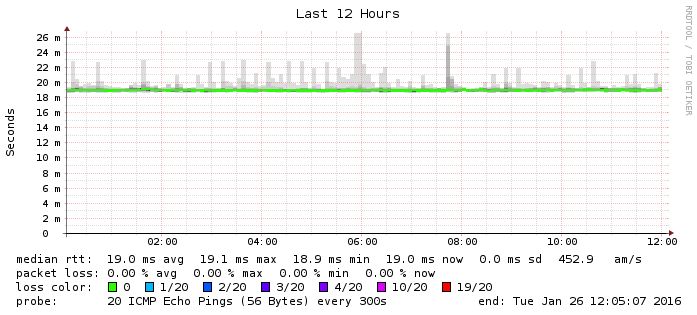 Last 12 Hours
RRDTOOL / TOBI OETIKER
Seconds
26 m
24 m
22 m
20 m
18 m
16 m
14 m
12 m
10 m
8 m
6 m
4 m
2 m
0
02:00 04:00 06:00 08:00 10:00 12:00
median rtt: 19.0 ms avg 19.1 ms max 18.9 ms min 19.0 ms now 0.0 ms sd 452.9 am/s
packet loss: 0.00 % avg 0.00 % max 0.00 % min 0.00 % now
loss color: 0 1/20 2/20 3/20 4/20 10/20 19/20
probe: 20 ICMP Echo Pings (56 Bytes) every 300s end: Tue Jan 26 12:05:07 2016